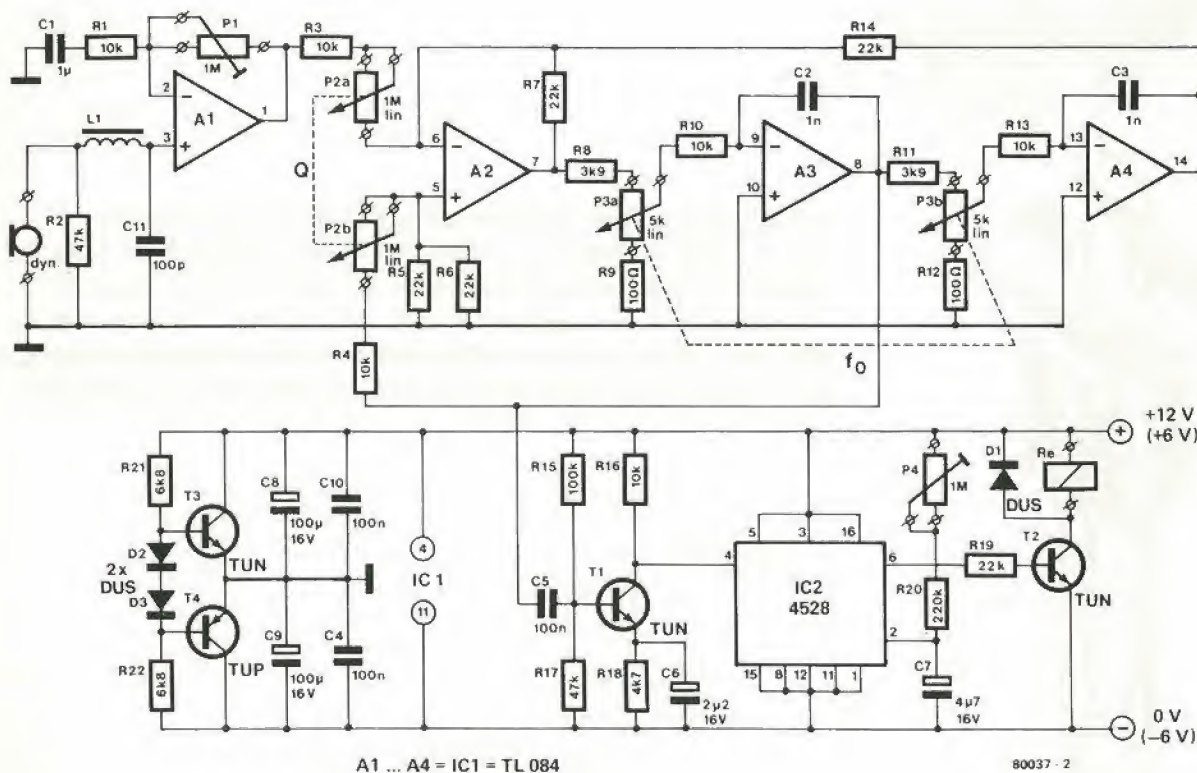 C1
1µ
R1
10k
P1
1M
R3
10k
R14
22k
2
3
1
A1
L1
R2
47k
C11
100p
dyn.
P2a
1M
lin
Q
P2b
1M
lin
R7
22k
6
5
7
A2
R5
22k
R6
22k
R8
3k9
P3a
5k
lin
R9
100Ω
R10
10k
C2
1n
9
10
8
A3
R11
3k9
P3b
5k
lin
R12
100Ω
R13
10k
C3
1n
13
12
14
A4
fO
R4
10k
+12 V
(+6 V)
+
R21
6k8
T3
TUN
D2
2x
DUS
D3
T4
TUP
R22
6k8
C8
100µ
16V
C10
100n
C9
100µ
16V
C4
100n
4
IC 1
11
R15
100k
R16
10k
C5
100n
T1
TUN
R17
47k
R18
4k7
C6
2µ2
16V
5
3
16
4
6
IC2
4528
2
15
8
12
11
1
P4
1M
D1
DUS
Re
R19
22k
T2
TUN
R20
220k
C7
4µ7
16V
−
0 V
(−6 V)
A1 ... A4 = IC1 = TL 084
80037 - 2